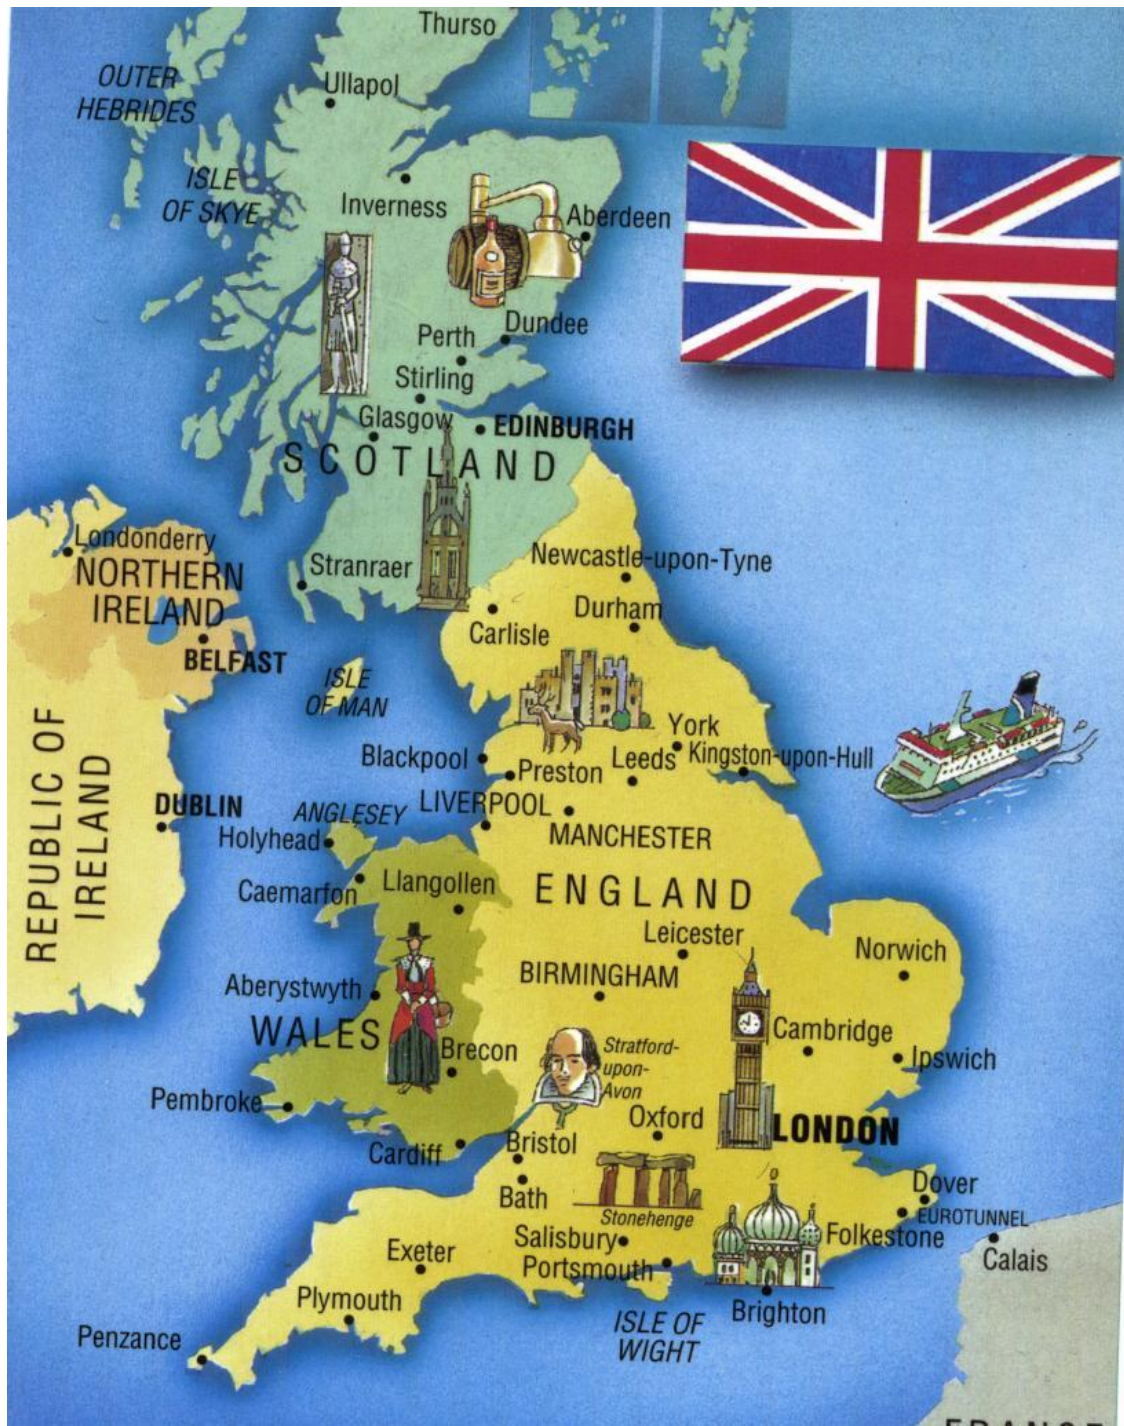 Thurso
OUTER
HEBRIDES
Ullapol
ISLE
OF SKYE
Inverness
Aberdeen
Dundee
Perth
Stirling
Glasgow
EDINBURGH
SCOTLAND
Londonderry
NORTHERN
IRELAND
BELFAST
Stranraer
Newcastle-upon-Tyne
Durham
Carlisle
ISLE
OF MAN
REPUBLIC OF
IRELAND
DUBLIN
York
Blackpool
Preston
Leeds
Kingston-upon-Hull
ANGLESEY
LIVERPOOL
Holyhead
MANCHESTER
Caemarfon
Llangollen
ENGLAND
Leicester
Norwich
Aberystwyth
BIRMINGHAM
WALES
Cambridge
Brecon
Stratford-
upon-
Avon
Ipswich
Pembroke
Oxford
LONDON
Cardiff
Bristol
Bath
Dover
Stonehenge
EUROTUNNEL
Salisbury
Folkestone
Exeter
Portsmouth
Calais
Plymouth
Brighton
ISLE OF
WIGHT
Penzance
FRANCE